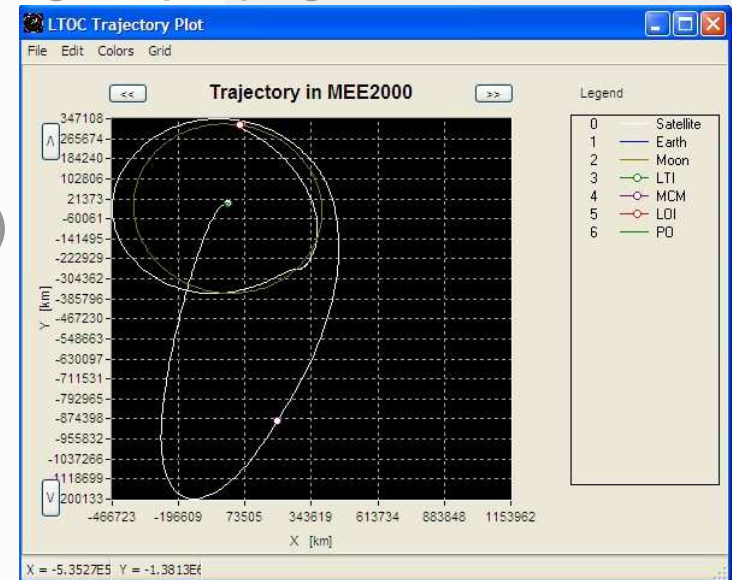 LTOC Trajectory Plot
File Edit Colors Grid
<< Trajectory in MEE2000 >>
Legend
0 Satellite
1 Earth
2 Moon
3 LTI
4 MCM
5 LOI
6 PO
347108
265674
184240
102806
21373
-60061
-141495
-222929
-304362
-385796
-467230
-548663
-630097
-711531
-792965
-874398
-955832
-1037266
1118699
200133
Y [km]
-466723 -196609 73505 343619 613734 883848 1153962
X [km]
X = -5.3527E5 Y = -1.3813E